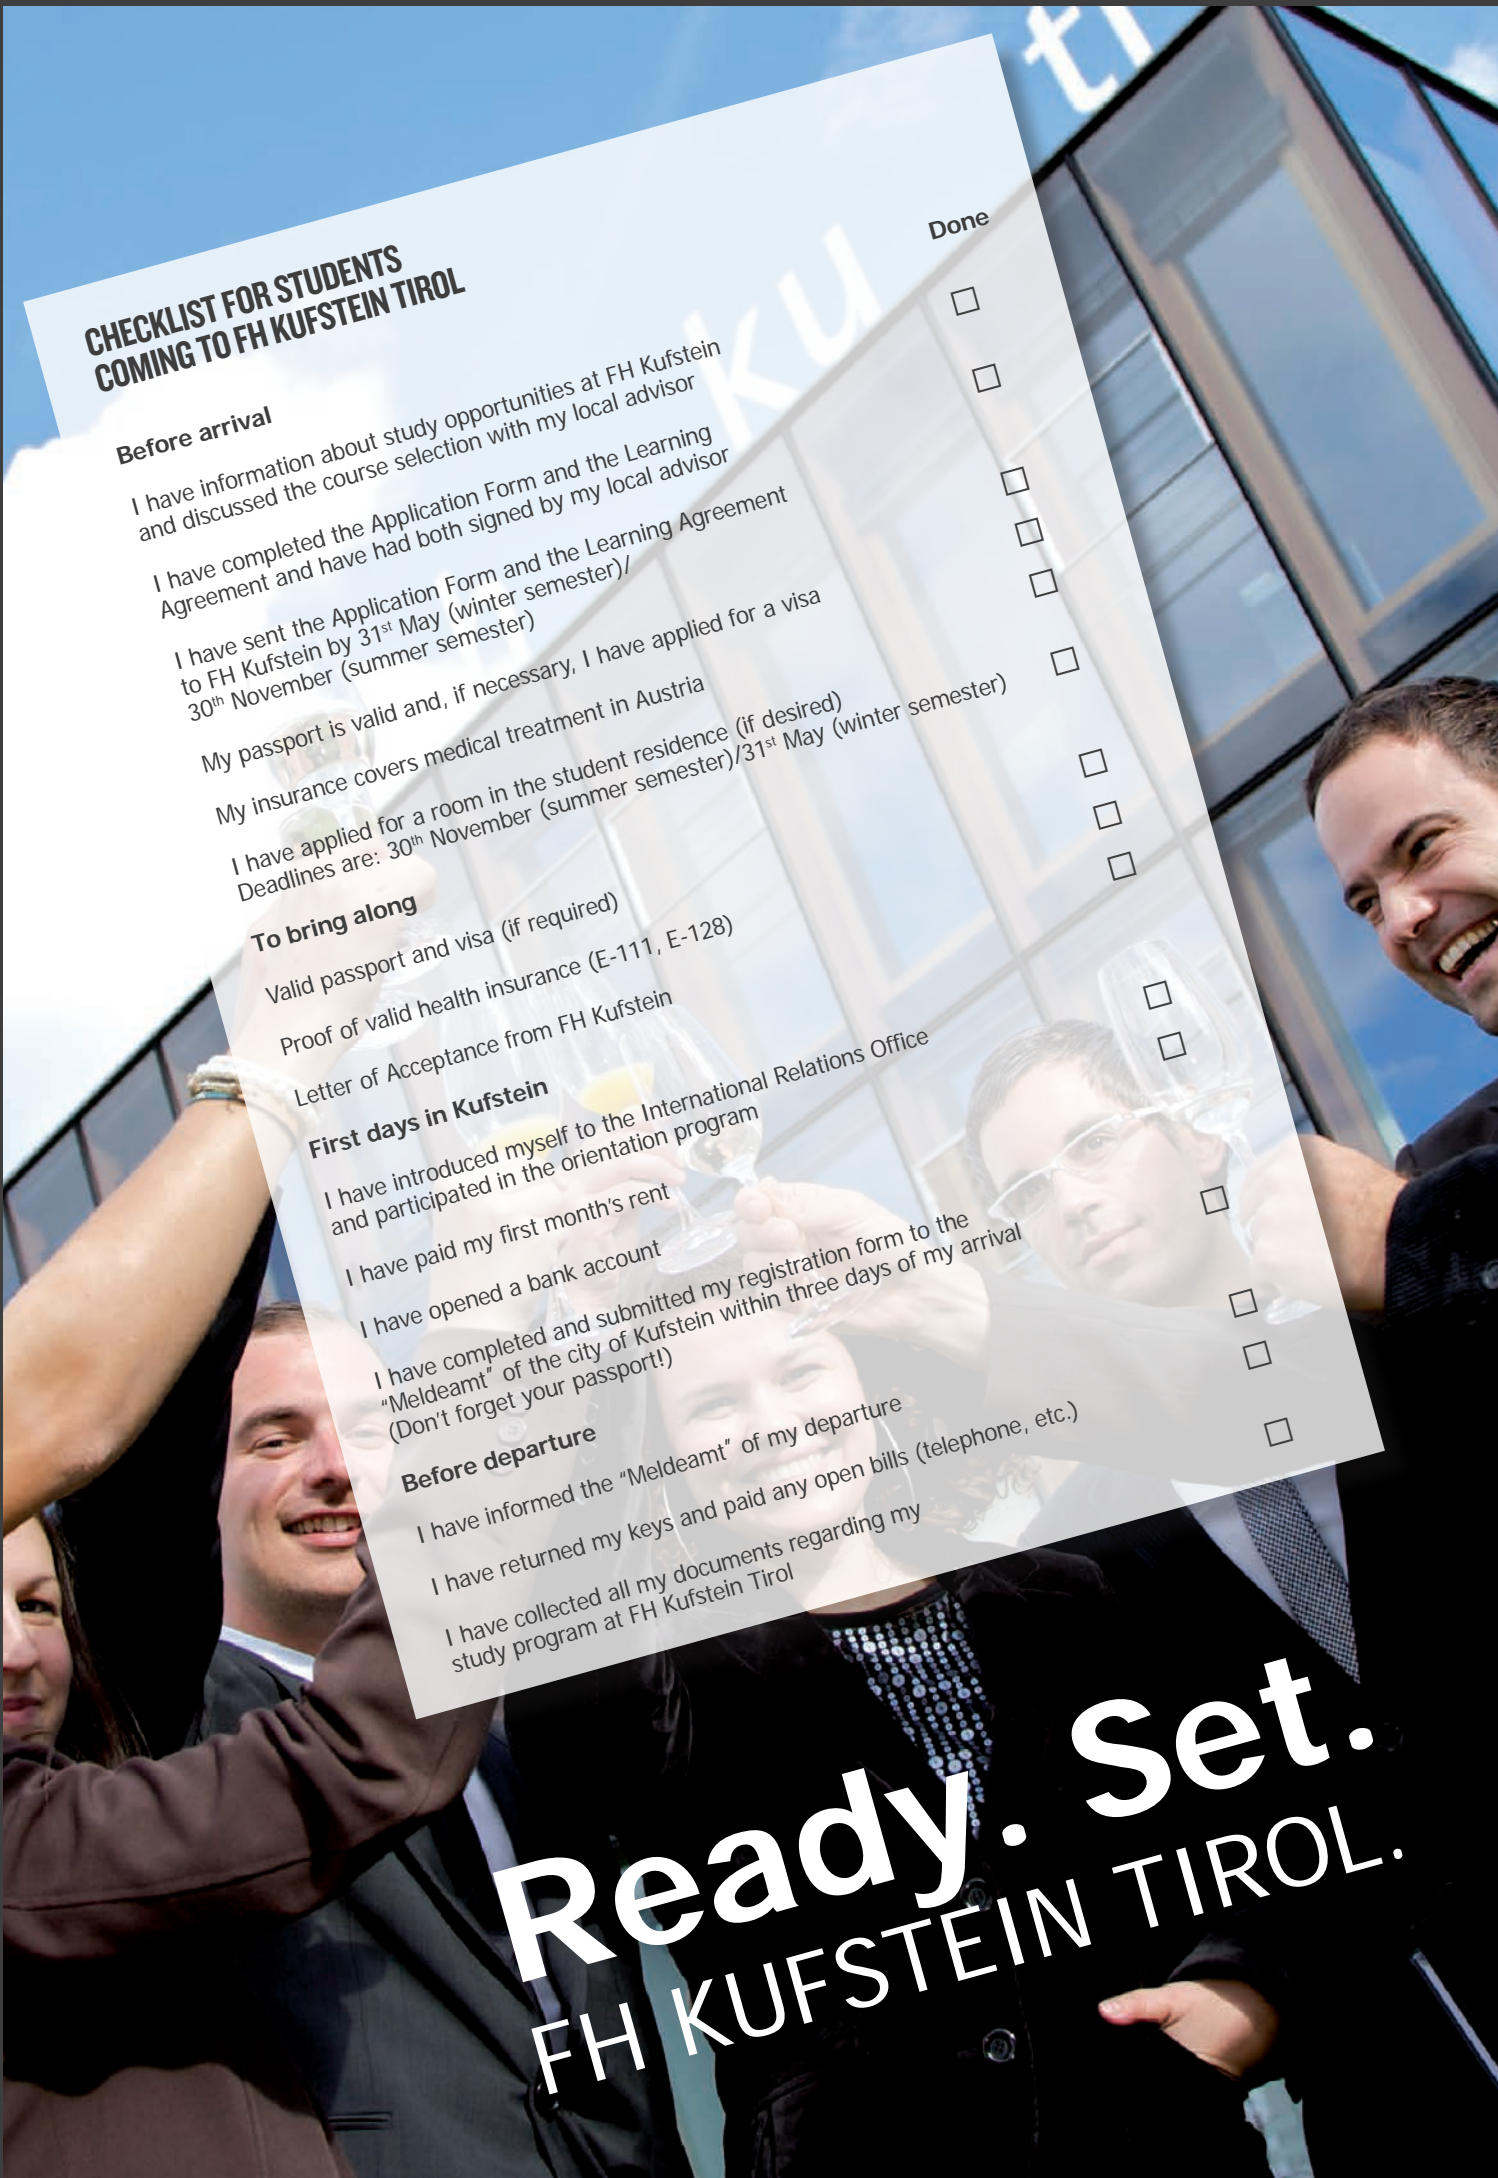 ti
ku
CHECKLIST FOR STUDENTS
COMING TO FH KUFSTEIN TIROL
Done
Before arrival
I have information about study opportunities at FH Kufstein
and discussed the course selection with my local advisor
I have completed the Application Form and the Learning
Agreement and have had both signed by my local advisor
I have sent the Application Form and the Learning Agreement
to FH Kufstein by 31st May (winter semester)/
30th November (summer semester)
My passport is valid and, if necessary, I have applied for a visa
My insurance covers medical treatment in Austria
I have applied for a room in the student residence (if desired)
Deadlines are: 30th November (summer semester)/31st May (winter semester)
To bring along
Valid passport and visa (if required)
Proof of valid health insurance (E-111, E-128)
Letter of Acceptance from FH Kufstein
First days in Kufstein
I have introduced myself to the International Relations Office
and participated in the orientation program
I have paid my first month's rent
I have opened a bank account
I have completed and submitted my registration form to the
“Meldeamt” of the city of Kufstein within three days of my arrival
(Don't forget your passport!)
Before departure
I have informed the “Meldeamt” of my departure
I have returned my keys and paid any open bills (telephone, etc.)
I have collected all my documents regarding my
study program at FH Kufstein Tirol
Ready. Set.
FH KUFSTEIN TIROL.